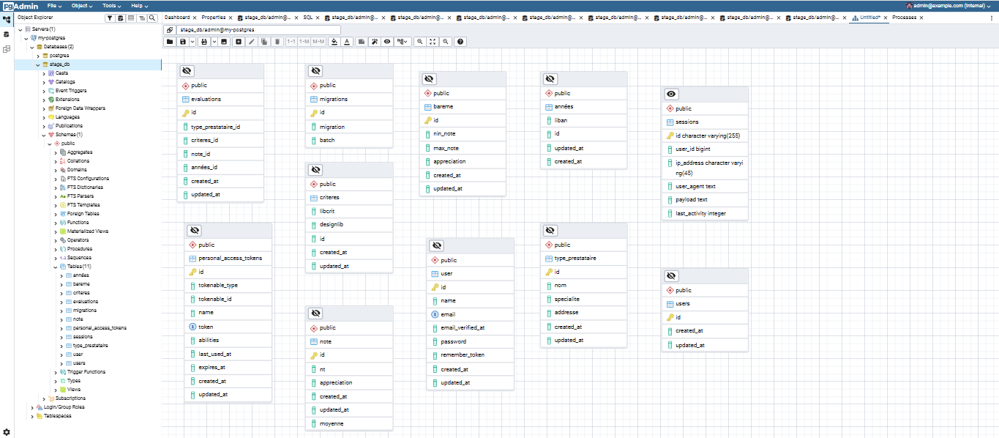 pgAdmin File Object Tools Help admin@example.com (internal)
Object Explorer
Dashboard Properties stage_db/admin@... SQL stage_db/admin@... stage_db/admin@... stage_db/admin@... stage_db/admin@... stage_db/admin@... stage_db/admin@... stage_db/admin@... stage_db/admin@... Untitled* Processes
stage_db/admin@my-postgres
1-1 1-M M-M
Servers (1)
my-postgres
Databases (2)
postgres
stage_db
Casts
Catalogs
Event Triggers
Extensions
Foreign Data Wrappers
Languages
Publications
Schemas (1)
public
Aggregates
Collations
Domains
FTS Configurations
FTS Dictionaries
FTS Parsers
FTS Templates
Foreign Tables
Functions
Materialized Views
Operators
Procedures
1..3 Sequences
Tables (11)
années
bareme
criteres
evaluations
migrations
note
personal_access_tokens
sessions
type_prestataire
user
users
Trigger Functions
Types
Views
Subscriptions
Login/Group Roles
Tablespaces
public
evaluations
id
type_prestataire_id
criteres_id
note_id
années_id
created_at
updated_at
public
migrations
id
migration
batch
public
bareme
id
nin_note
max_note
appreciation
created_at
updated_at
public
années
liban
id
updated_at
created_at
public
sessions
id character varying(255)
user_id bigint
ip_address character varyi
ng(45)
user_agent text
payload text
last_activity integer
public
criteres
libcrit
designlib
id
created_at
updated_at
public
personal_access_tokens
id
tokenable_type
tokenable_id
name
token
abilities
last_used_at
expires_at
created_at
updated_at
public
note
id
nt
appreciation
created_at
updated_at
moyenne
public
user
id
name
email
email_verified_at
password
remember_token
created_at
updated_at
public
type_prestataire
id
nom
specialite
addresse
created_at
updated_at
public
users
id
created_at
updated_at